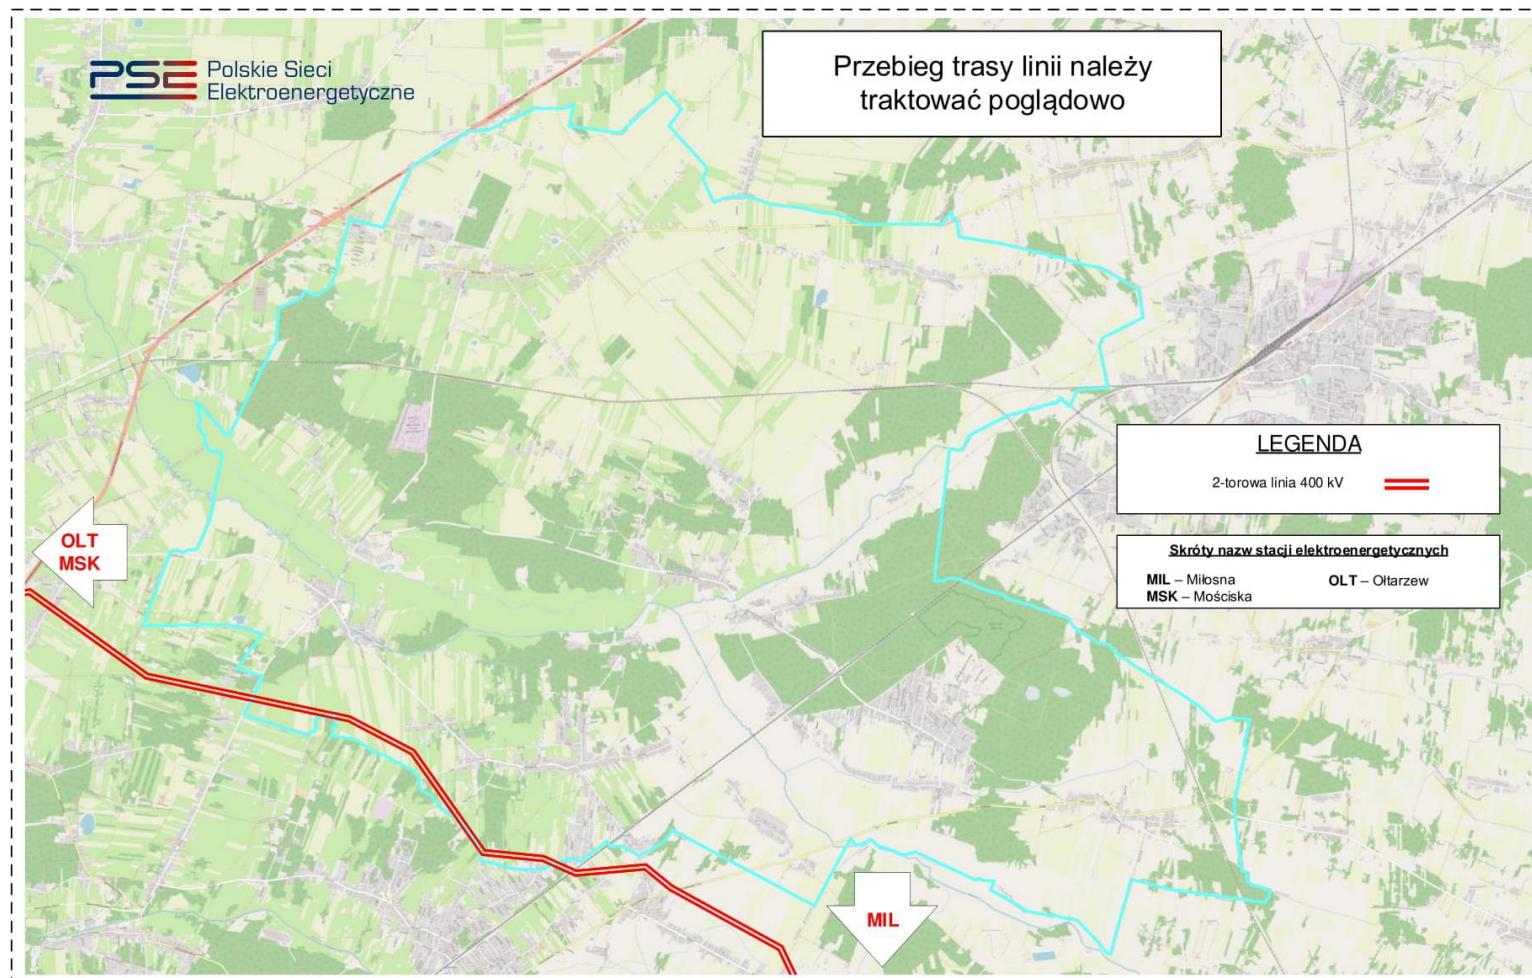 PSE Polskie Sieci
Elektroenergetyczne
Przebieg trasy linii należy
traktować poglądowo
LEGENDA
2-torowa linia 400 kV
Skróty nazw stacji elektroenergetycznych
MIL – Miłosna
OLT – Ołtarzew
MSK – Mościska
OLT
MSK
MIL